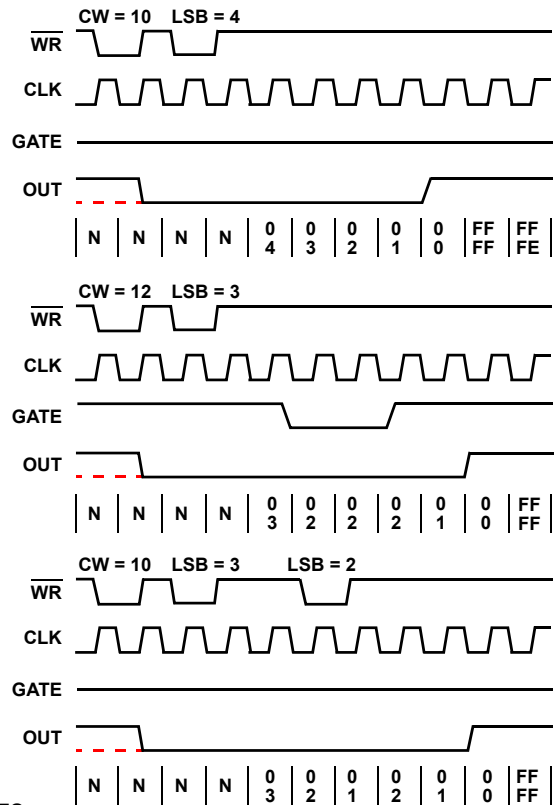 CW = 10 LSB = 4
WR
CLK
GATE
OUT
N N N N 0 0 0 0 0 FF FF
4 3 2 1 0 FF FE
CW = 12 LSB = 3
WR
CLK
GATE
OUT
N N N N 0 0 0 0 0 0 FF
3 2 2 2 1 0 FF
CW = 10 LSB = 3 LSB = 2
WR
CLK
GATE
OUT
N N N N 0 0 0 0 0 0 FF
3 2 1 2 1 0 FF